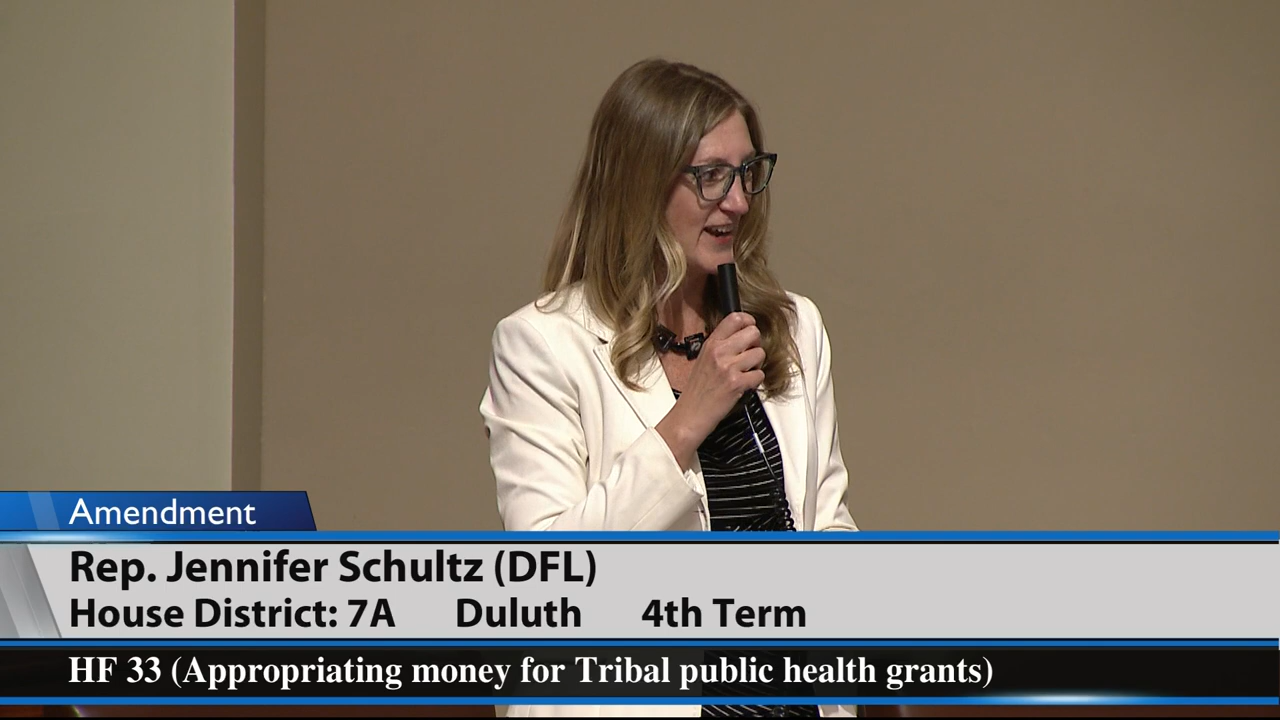 Amendment
Rep. Jennifer Schultz (DFL)
House District: 7A Duluth 4th Term
HF 33 (Appropriating money for Tribal public health grants)